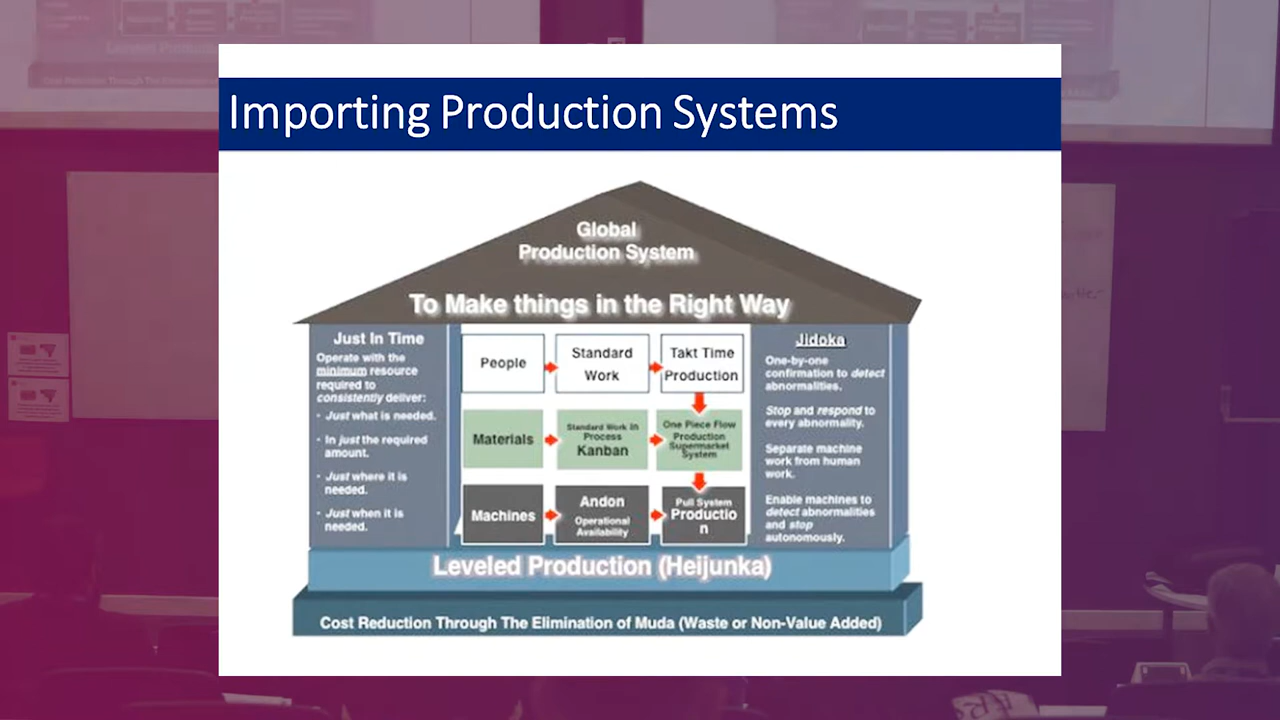 Importing Production Systems
Global
Production System
To Make things in the Right Way
Just In Time
Operate with the
minimum resource
required to
consistently deliver:
· Just what is needed.
· In just the required
amount.
· Just where it is
needed.
· Just when it is
needed.
People
Standard
Work
Takt Time
Production
Materials
Standard Work In
Process
Kanban
One Piece Flow
Production
Supermarket
System
Machines
Andon
Operational
Availability
Pull System
Productio
n
Jidoka
One-by-one
confirmation to detect
abnormalities.
Stop and respond to
every abnormality.
Separate machine
work from human
work.
Enable machines to
detect abnormalities
and stop
autonomously.
Leveled Production (Heijunka)
Cost Reduction Through The Elimination of Muda (Waste or Non-Value Added)